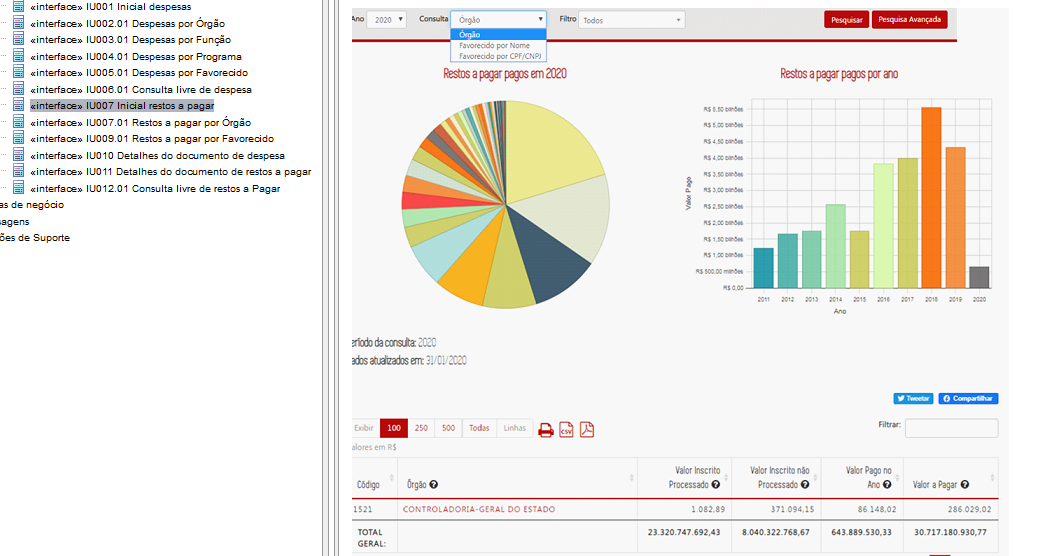 «interface» IU001 Inicial despesas
«interface» IU002.01 Despesas por Órgão
«interface» IU003.01 Despesas por Função
«interface» IU004.01 Despesas por Programa
«interface» IU005.01 Despesas por Favorecido
«interface» IU006.01 Consulta livre de despesa
«interface» IU007 Inicial restos a pagar
«interface» IU007.01 Restos a pagar por Órgão
«interface» IU009.01 Restos a pagar por Favorecido
«interface» IU010 Detalhes do documento de despesa
«interface» IU011 Detalhes do documento de restos a pagar
«interface» IU012.01 Consulta livre de restos a Pagar
as de negócio
sagens
ões de Suporte
Ano 2020 Consulta Órgão Filtro Todos Pesquisar Pesquisa Avançada
Órgão
Favorecido por Nome
Favorecido por CPF/CNPJ
Restos a pagar pagos em 2020
Restos a pagar pagos por ano
R$ 5,50 bilhões
R$ 5,00 bilhões
R$ 4,50 bilhões
R$ 4,00 bilhões
R$ 3,50 bilhões
R$ 3,00 bilhões
R$ 2,50 bilhões
R$ 2,00 bilhões
R$ 1,50 bilhões
R$ 1,00 bilhões
R$ 500,00 milhões
R$ 0,00
Valor Pago
2011 2012 2013 2014 2015 2016 2017 2018 2019 2020
Ano
eríodo da consulta: 2020
ados atualizados em: 31/01/2020
Tweetar Compartilhar
Exibir 100 250 500 Todas Linhas CSV Filtrar:
alores em R$
Código Órgão Valor Inscrito Processado Valor Inscrito não Processado Valor Pago no Ano Valor a Pagar
1521 CONTROLADORIA-GERAL DO ESTADO 1.082,89 371.094,15 86.148,02 286.029,02
TOTAL GERAL: 23.320.747.692,43 8.040.322.768,67 643.889.530,33 30.717.180.930,77